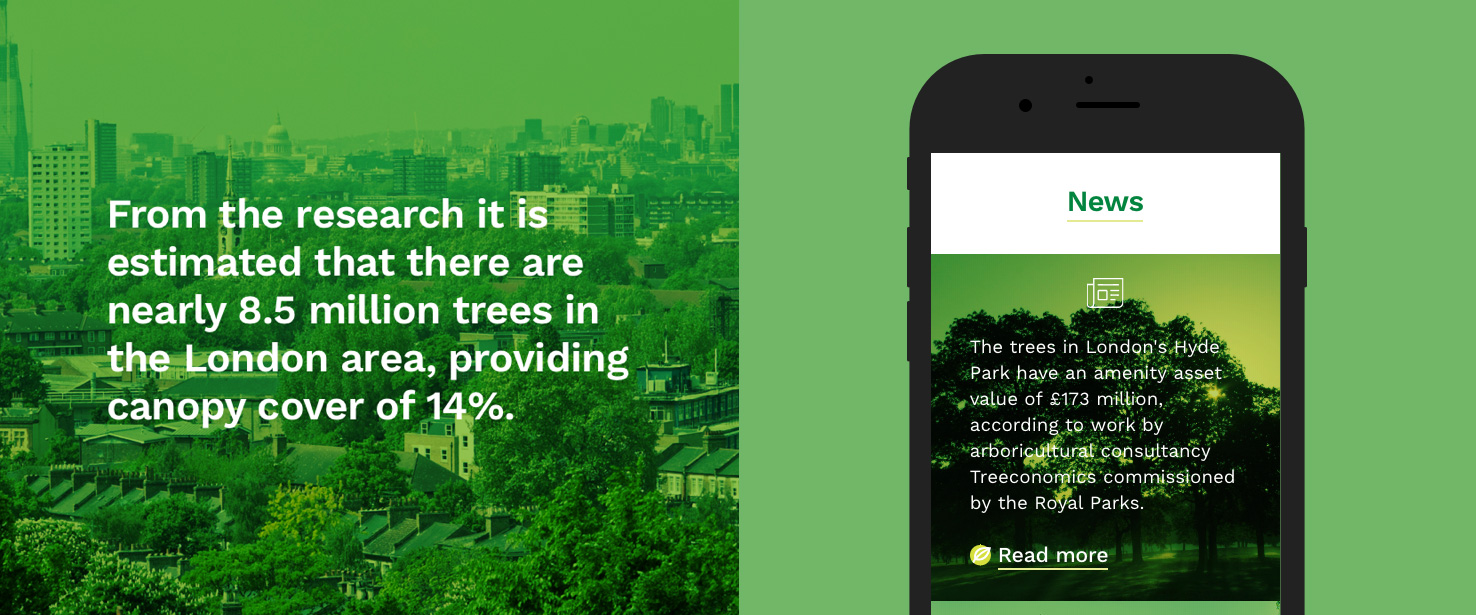 From the research it is
estimated that there are
nearly 8.5 million trees in
the London area, providing
canopy cover of 14%.
News
The trees in London's Hyde
Park have an amenity asset
value of £173 million,
according to work by
arboricultural consultancy
Treeconomics commissioned
by the Royal Parks.
Read more